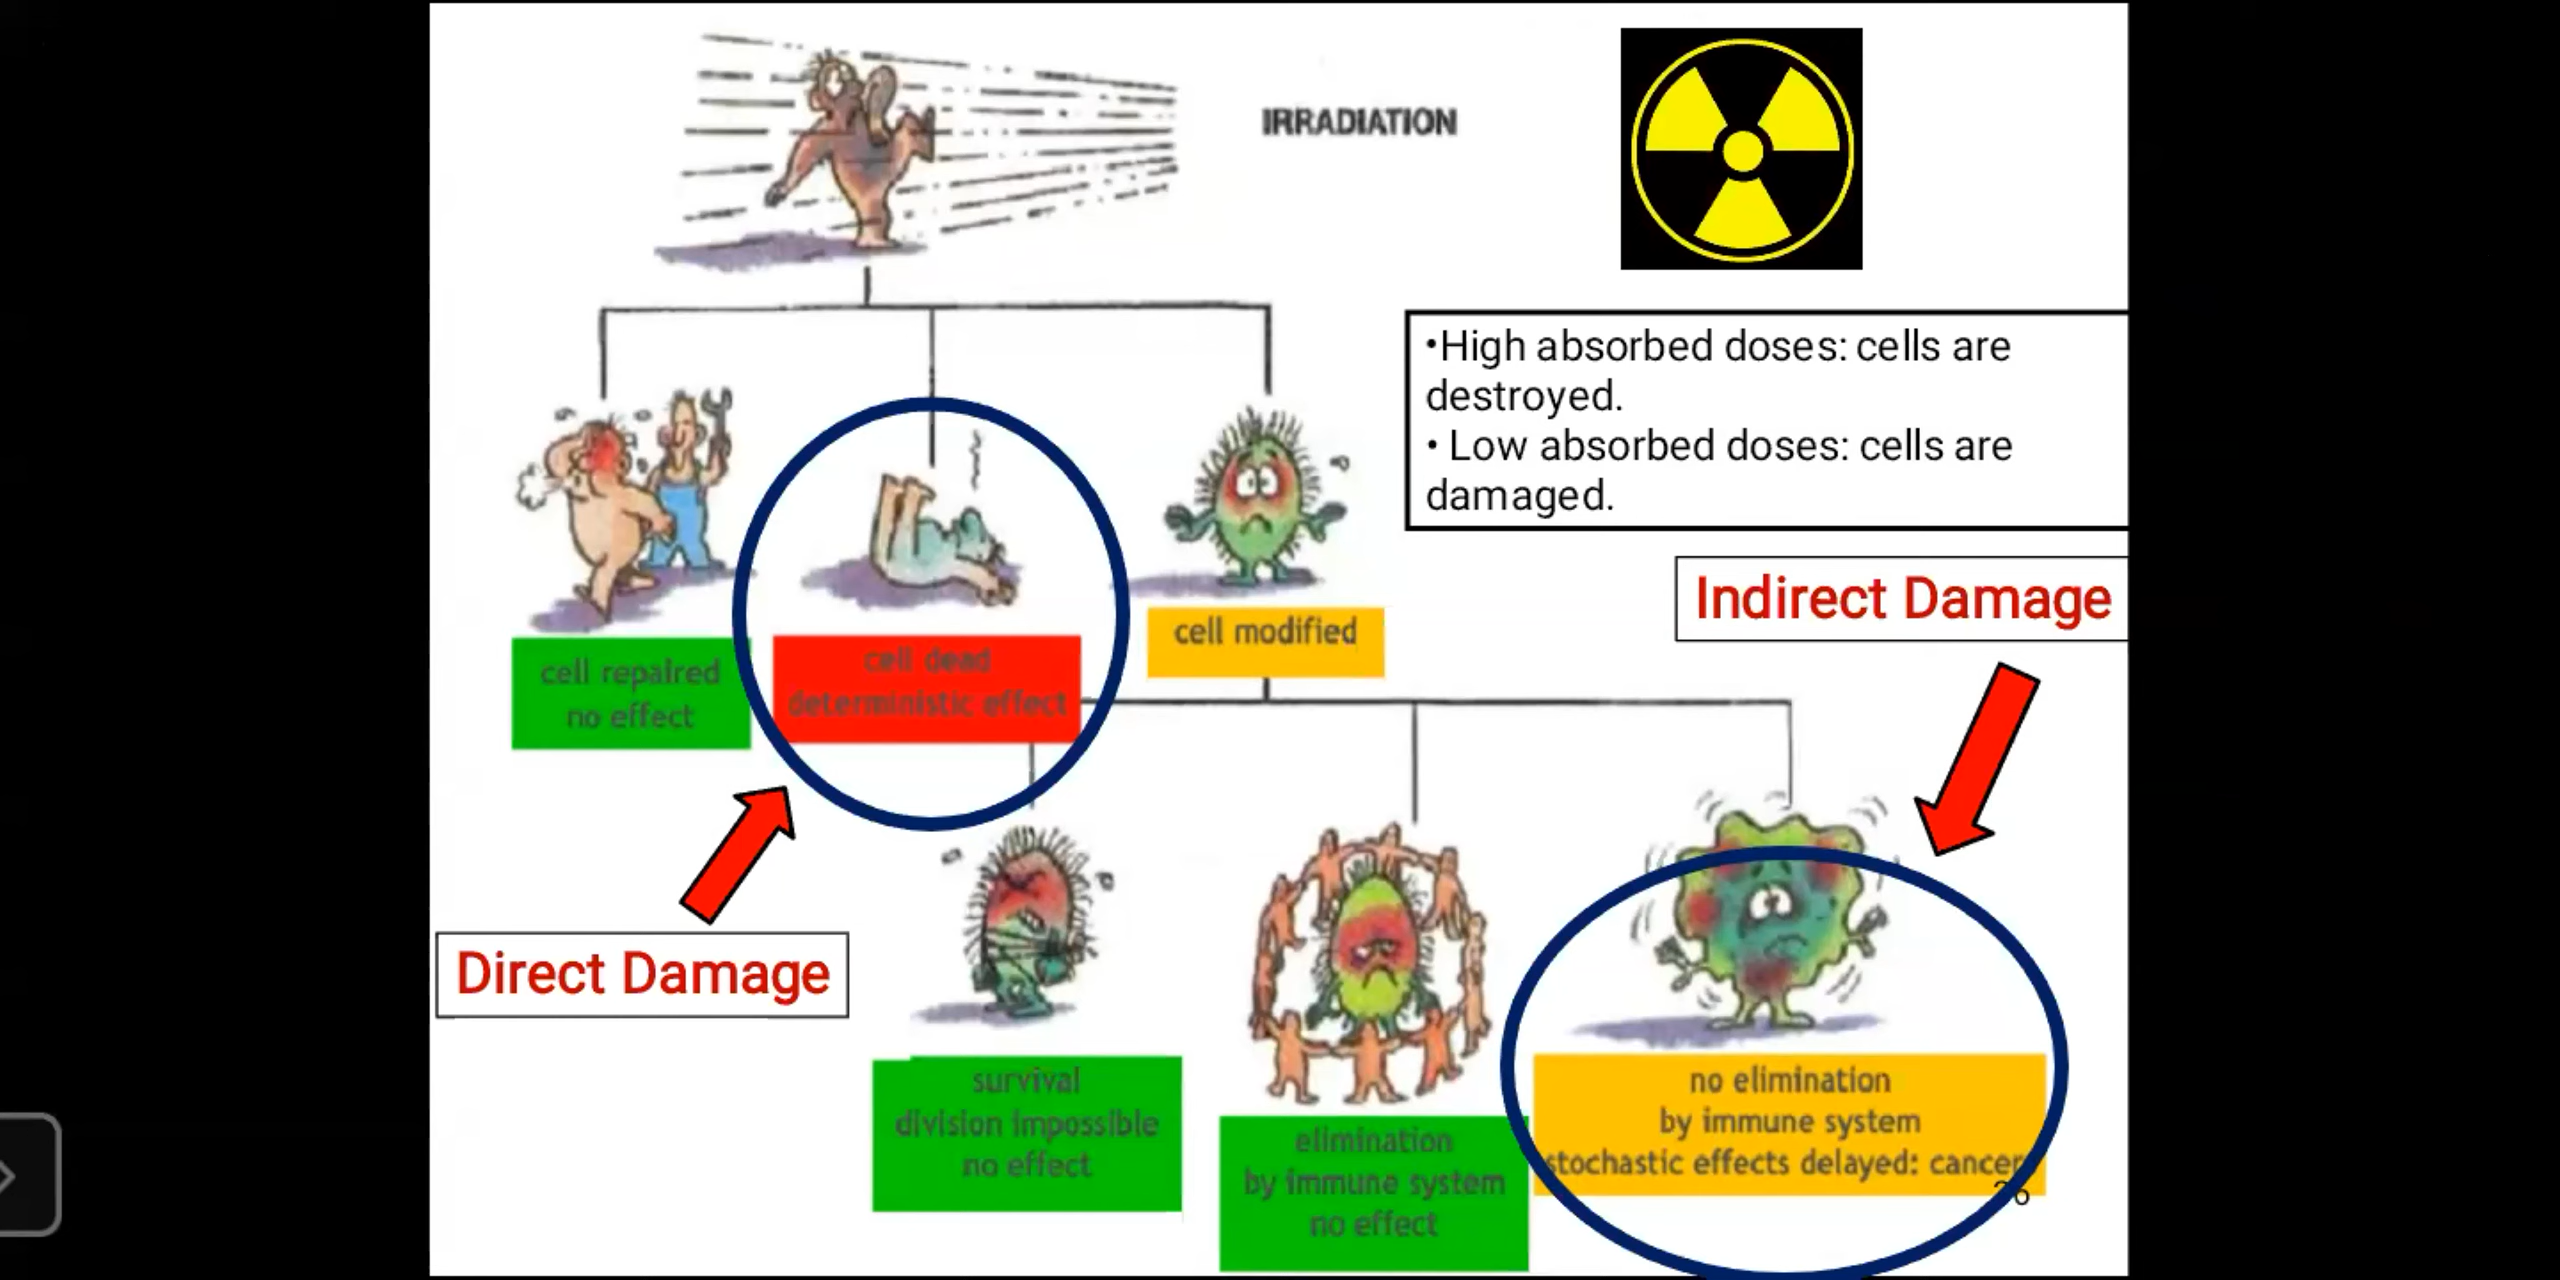 IRRADIATION
•High absorbed doses: cells are
destroyed.
• Low absorbed doses: cells are
damaged.
Indirect Damage
cell repaired
no effect
cell dead
deterministic effect
cell modified
Direct Damage
survival
division impossible
no effect
elimination
by immune system
no effect
no elimination
by immune system
stochastic effects delayed: cancer
26